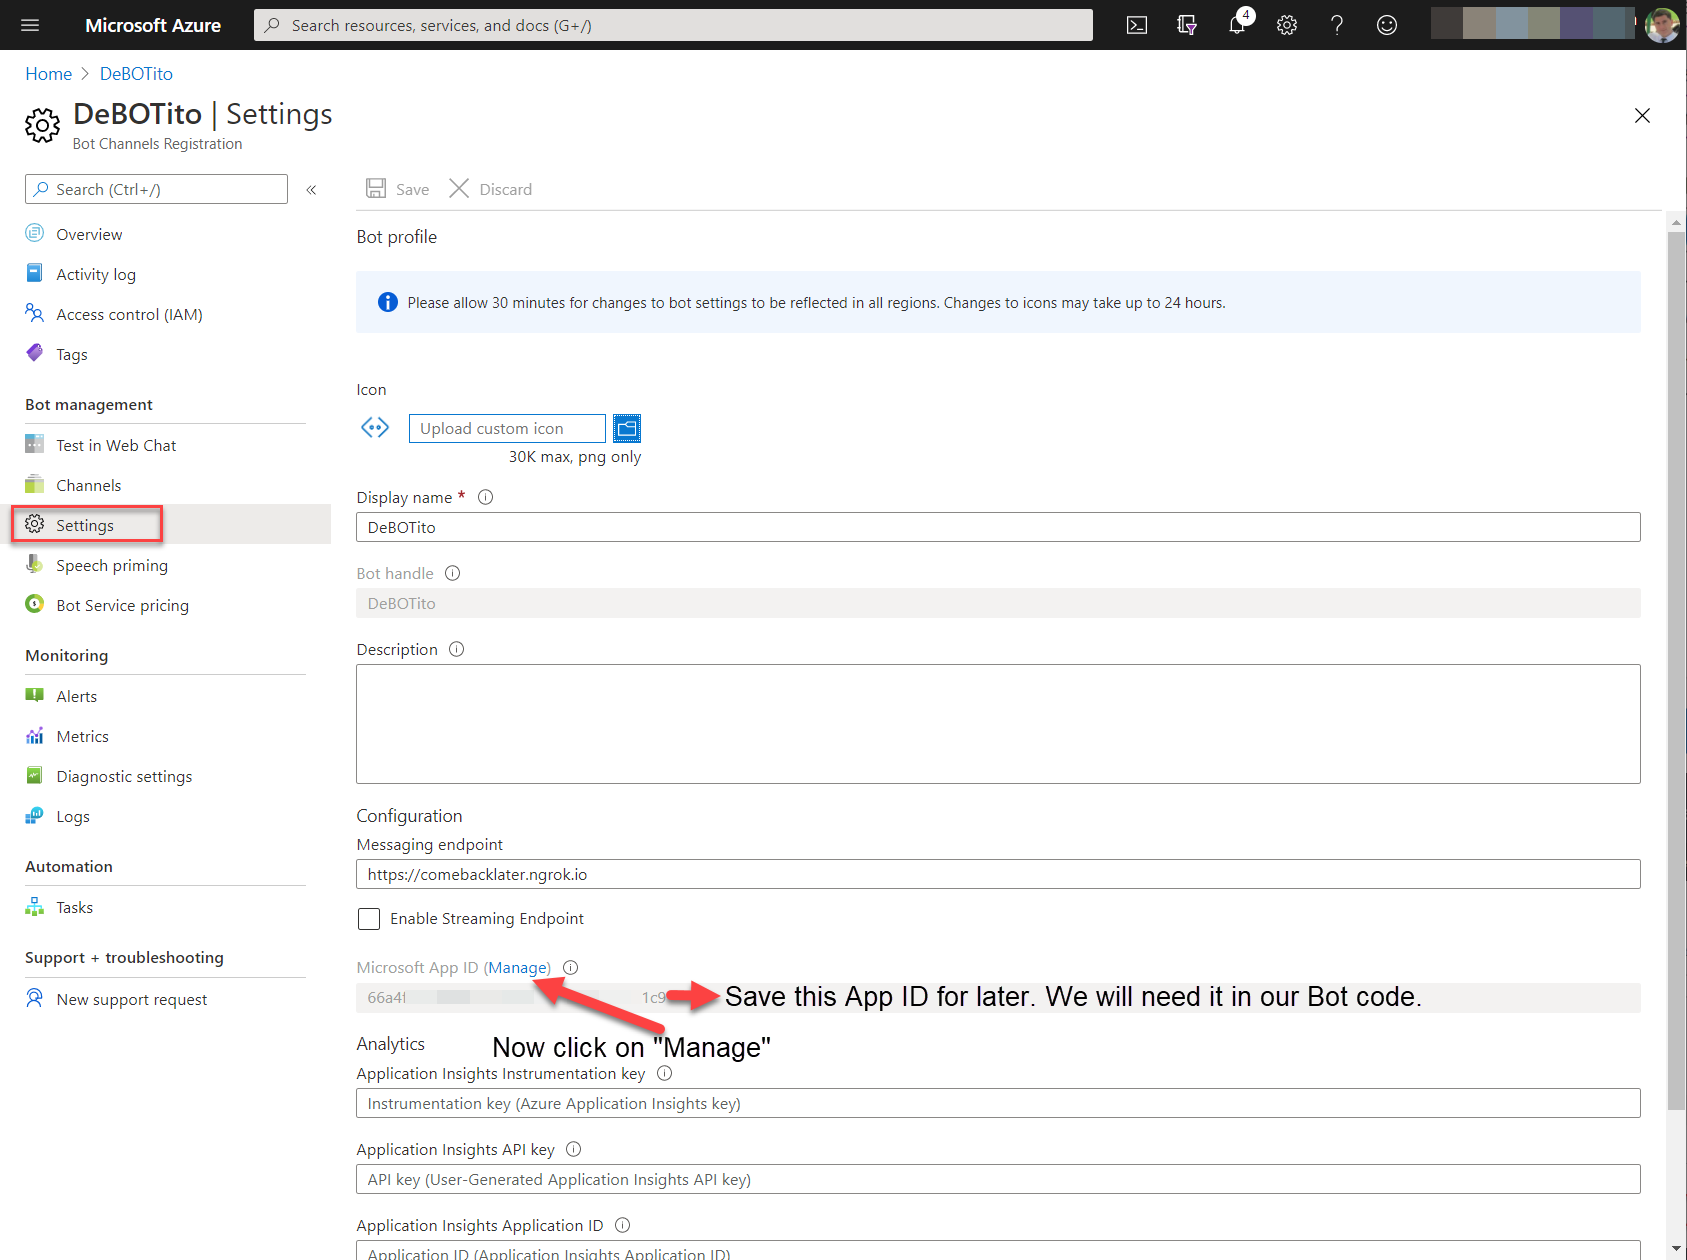 Microsoft Azure
Search resources, services, and docs (G+/)
4
Home > DeBOTito
DeBOTito | Settings
Bot Channels Registration
Search (Ctrl+/)
«
Save
Discard
Overview
Activity log
Access control (IAM)
Tags
Bot management
Test in Web Chat
Channels
Settings
Speech priming
Bot Service pricing
Monitoring
Alerts
Metrics
Diagnostic settings
Logs
Automation
Tasks
Support + troubleshooting
New support request
Bot profile
Please allow 30 minutes for changes to bot settings to be reflected in all regions. Changes to icons may take up to 24 hours.
Icon
Upload custom icon
30K max, png only
Display name *
DeBOTito
Bot handle
DeBOTito
Description
Configuration
Messaging endpoint
https://comebacklater.ngrok.io
Enable Streaming Endpoint
Microsoft App ID (Manage)
66a4f 1c9 Save this App ID for later. We will need it in our Bot code.
Now click on "Manage"
Analytics
Application Insights Instrumentation key
Instrumentation key (Azure Application Insights key)
Application Insights API key
API key (User-Generated Application Insights API key)
Application Insights Application ID
Application ID (Application Insights Application ID)